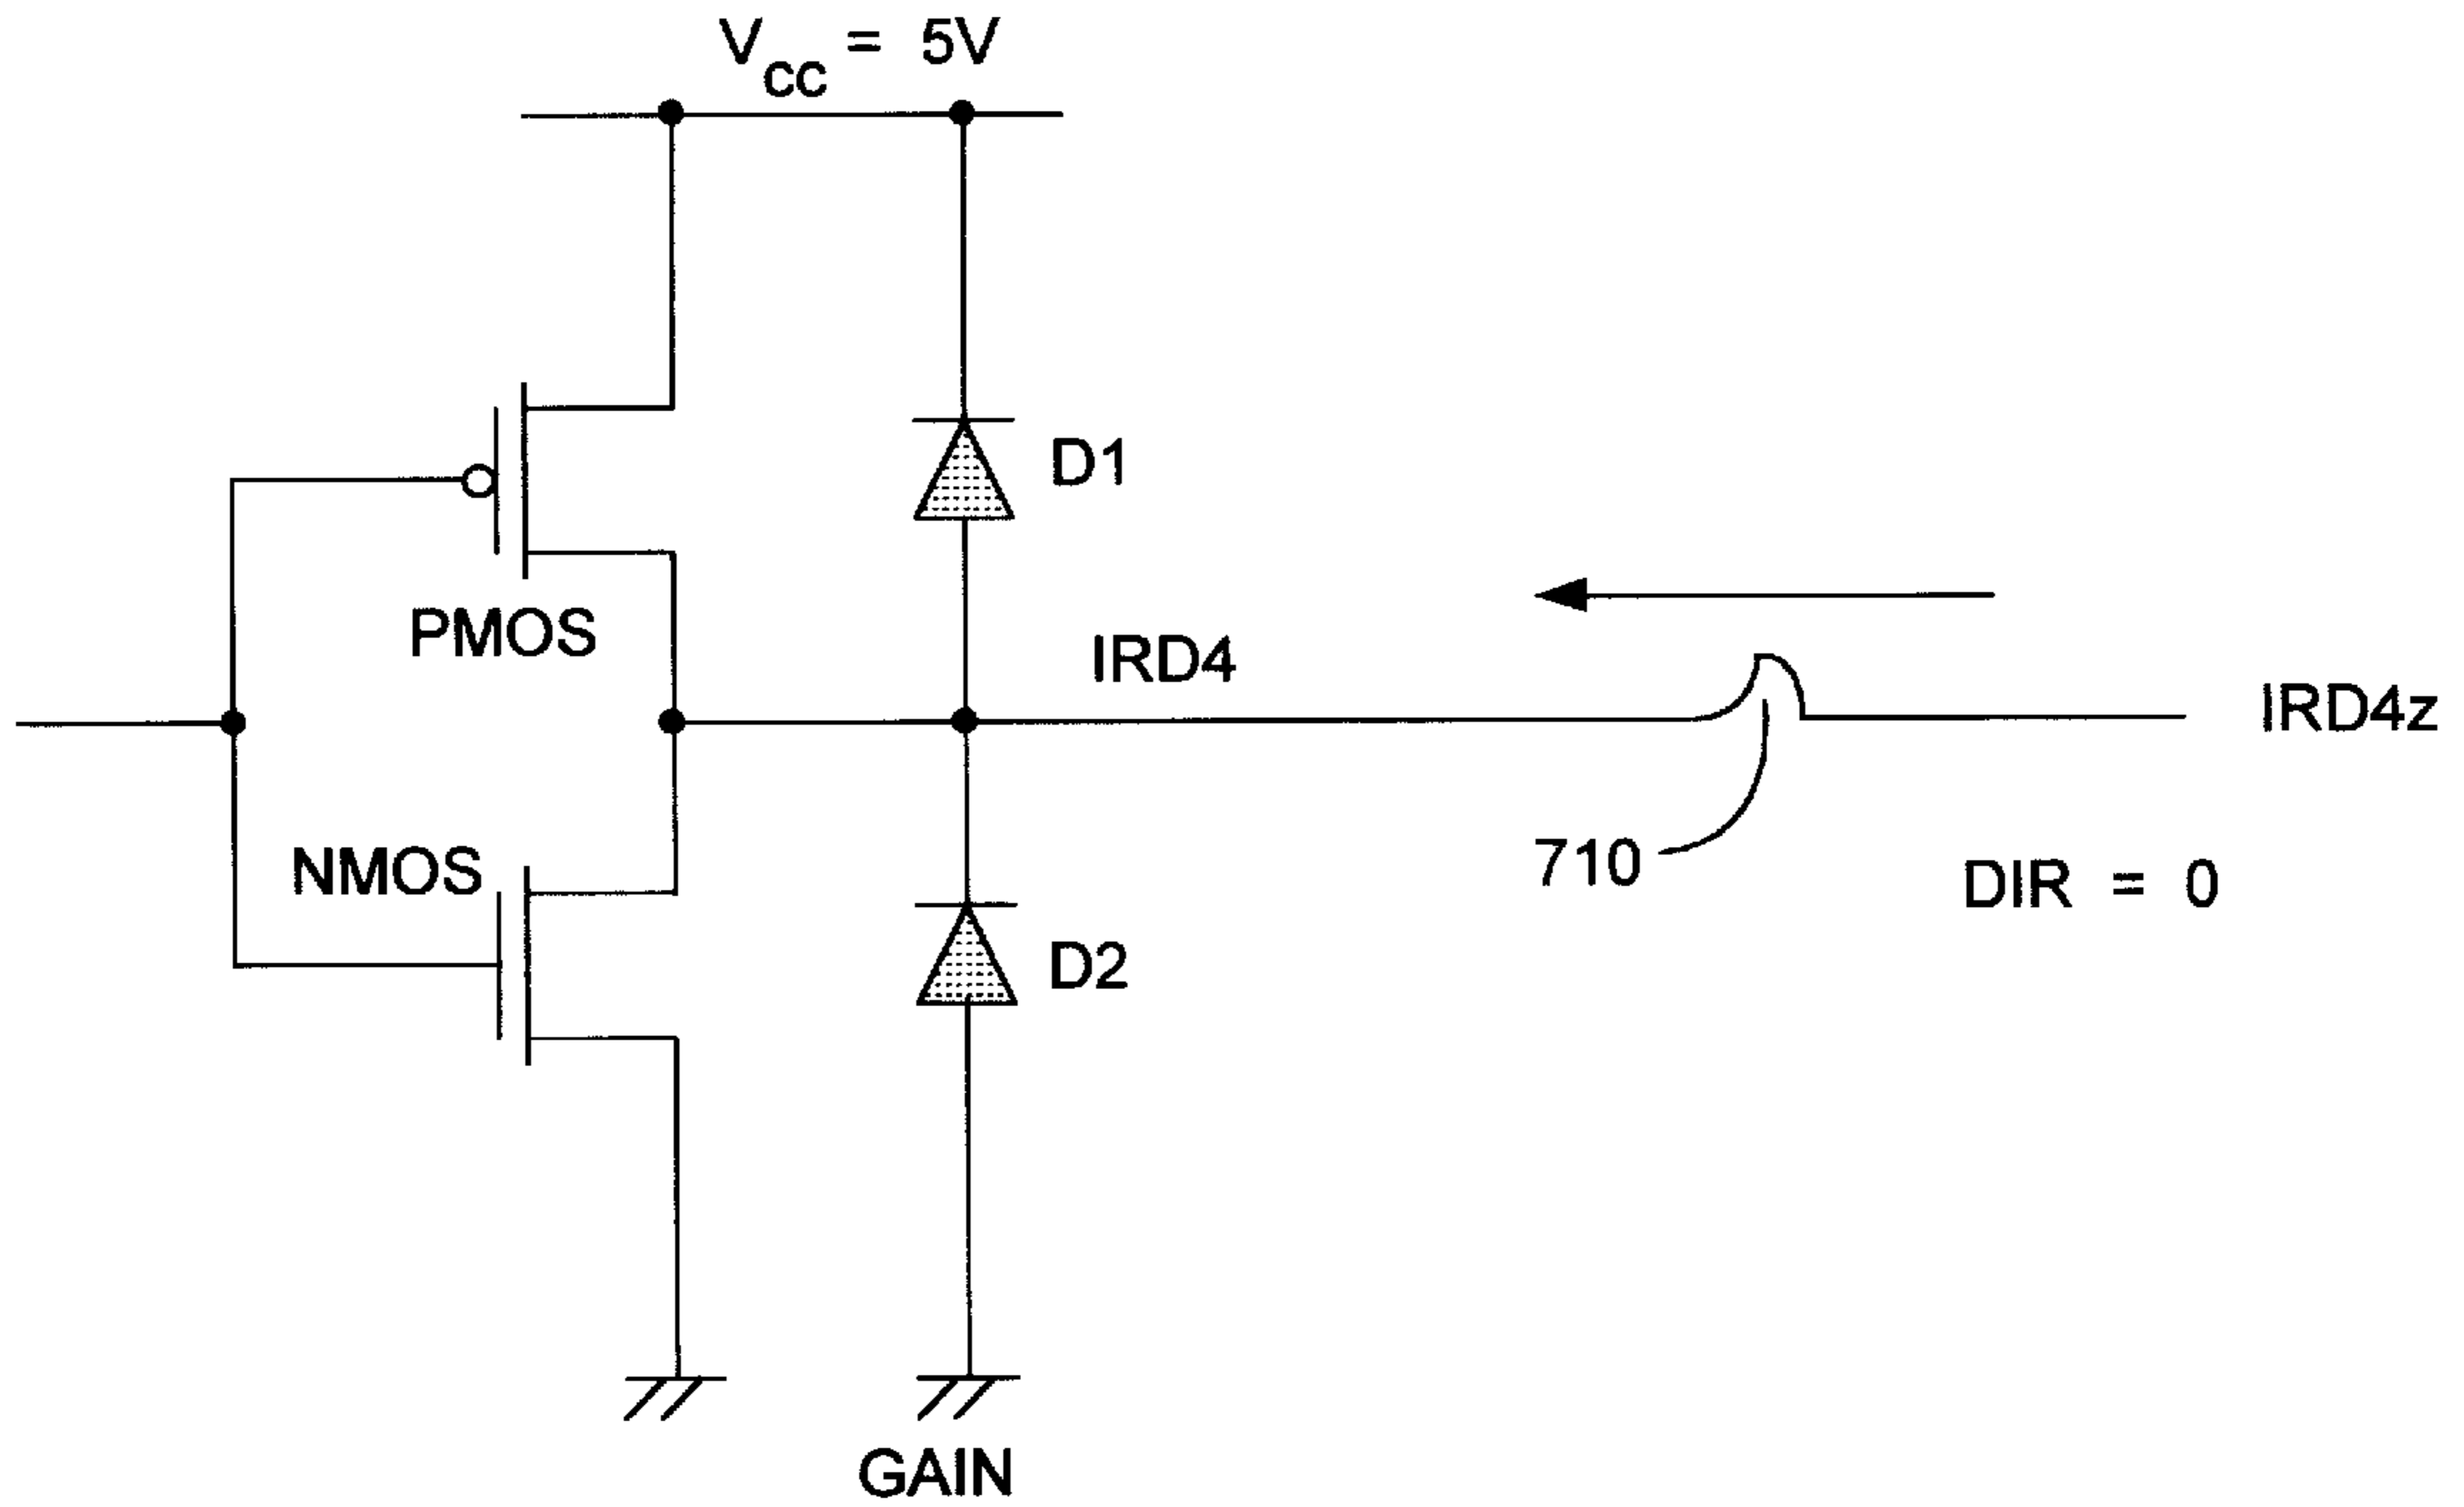 Vcc = 5V
D1
PMOS
IRD4
IRD4z
NMOS
710
DIR = 0
D2
GAIN